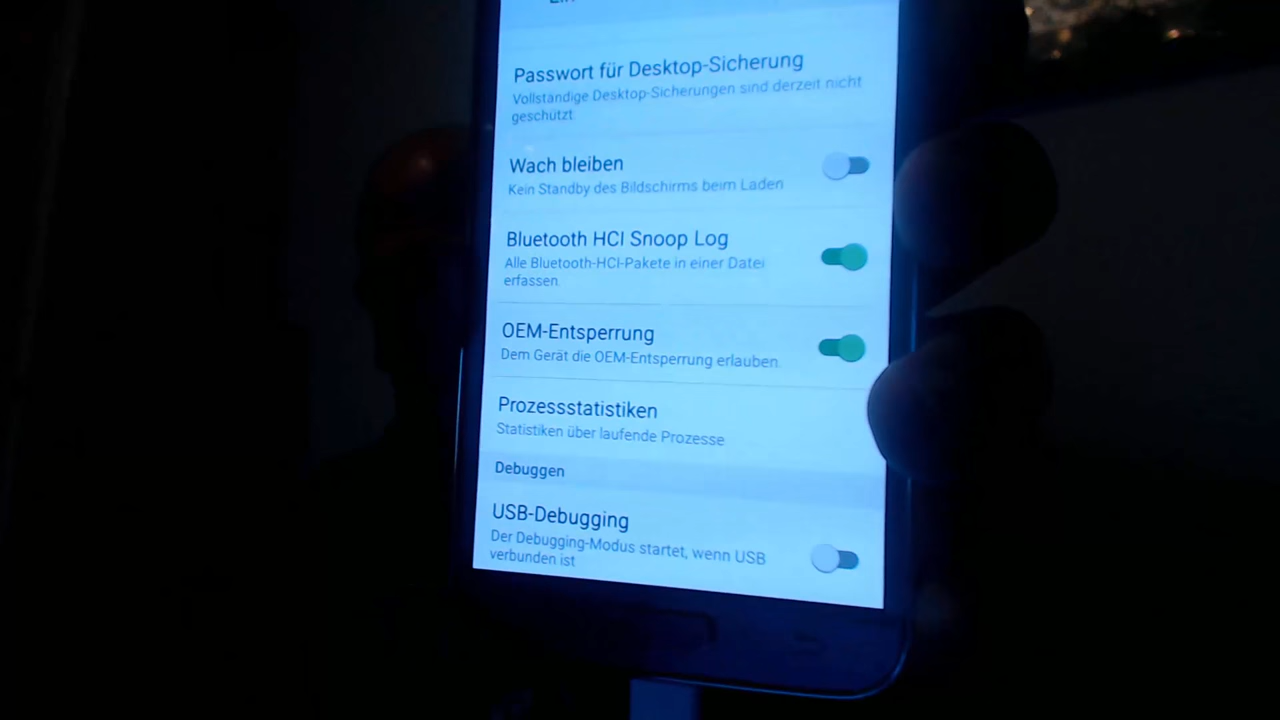 Passwort für Desktop-Sicherung
Vollständige Desktop-Sicherungen sind derzeit nicht
geschützt
Wach bleiben
Kein Standby des Bildschirms beim Laden
Bluetooth HCI Snoop Log
Alle Bluetooth-HCI-Pakete in einer Datei
erfassen.
OEM-Entsperrung
Dem Gerät die OEM-Entsperrung erlauben.
Prozessstatistiken
Statistiken über laufende Prozesse
Debuggen
USB-Debugging
Der Debugging-Modus startet, wenn USB
verbunden ist